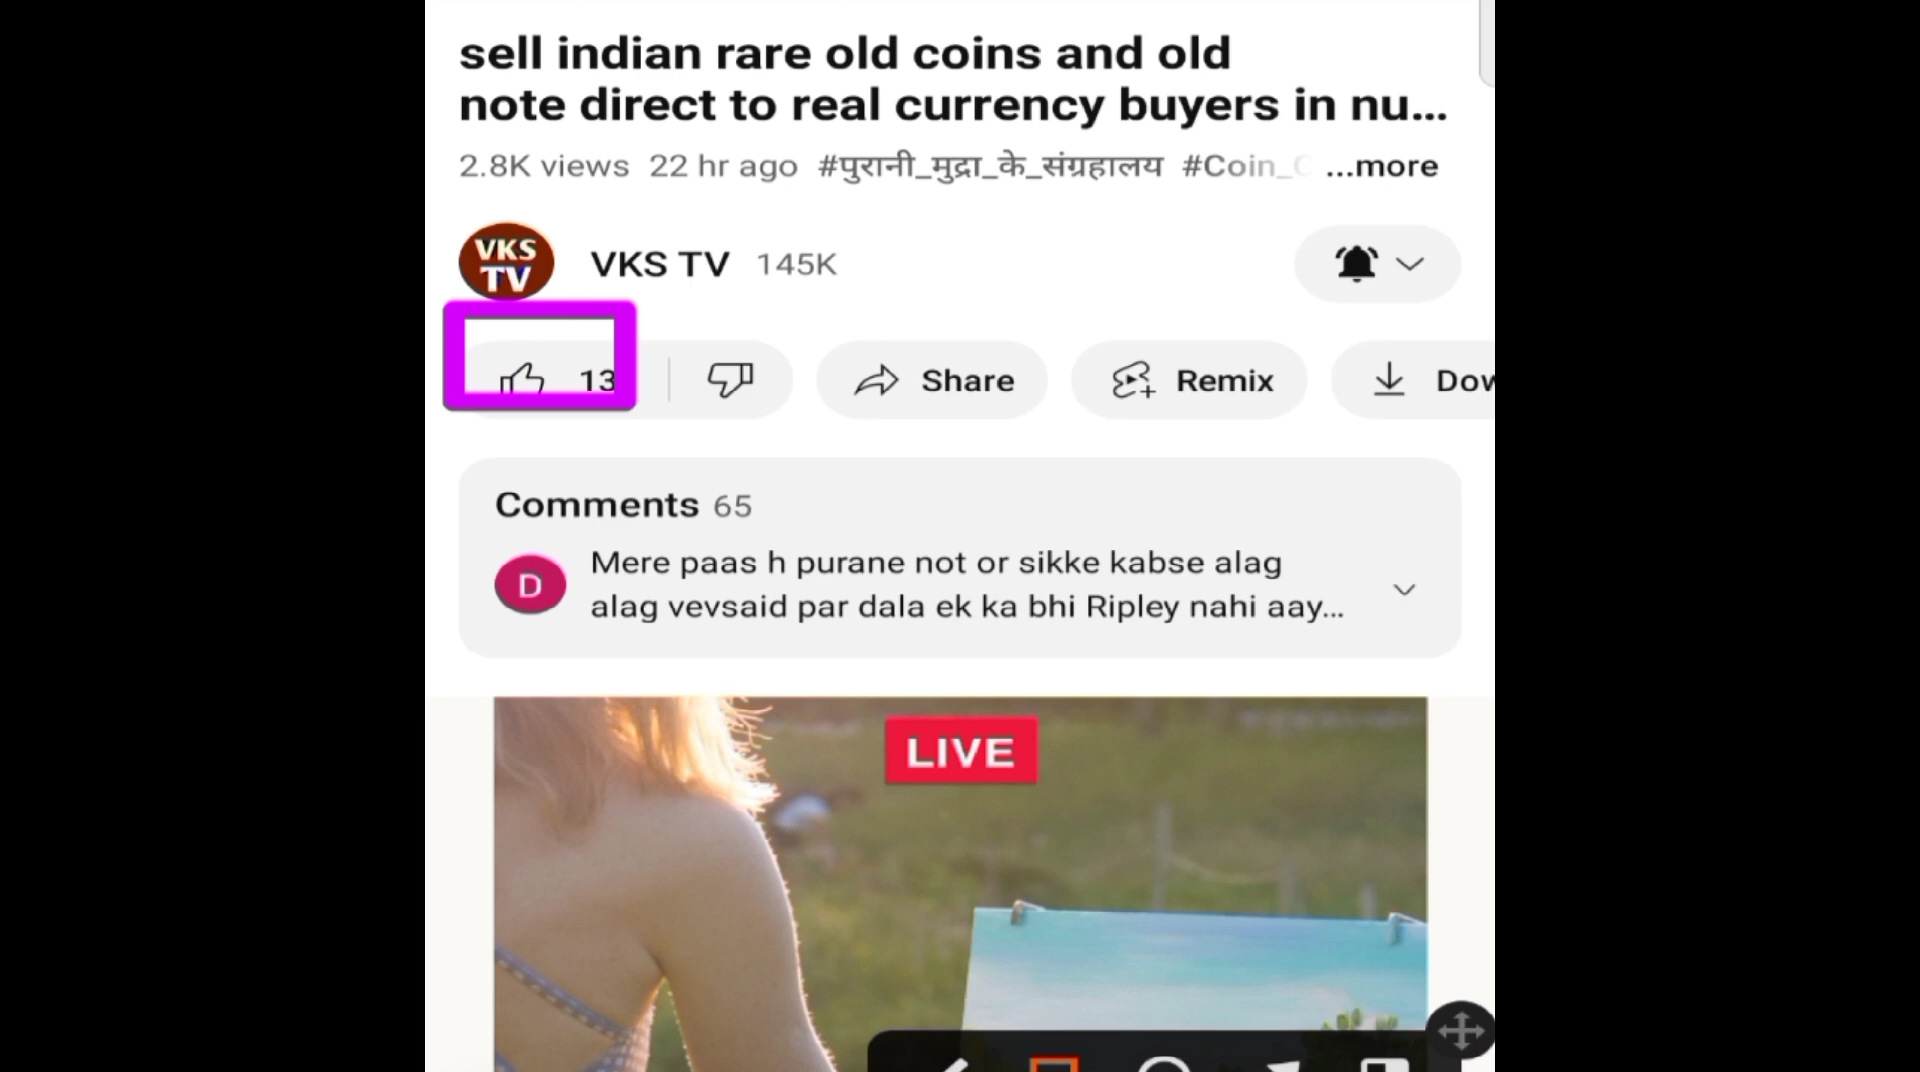 sell indian rare old coins and old
note direct to real currency buyers in nu...
2.8K views 22 hr ago #पुरानी_मुद्रा_के_संग्रहालय #Coin_ ...more
VKS
TV
VKS TV 145K
13 Share Remix Dow
Comments 65
D
Mere paas h purane not or sikke kabse alag
alag vevsaid par dala ek ka bhi Ripley nahi aay...
LIVE